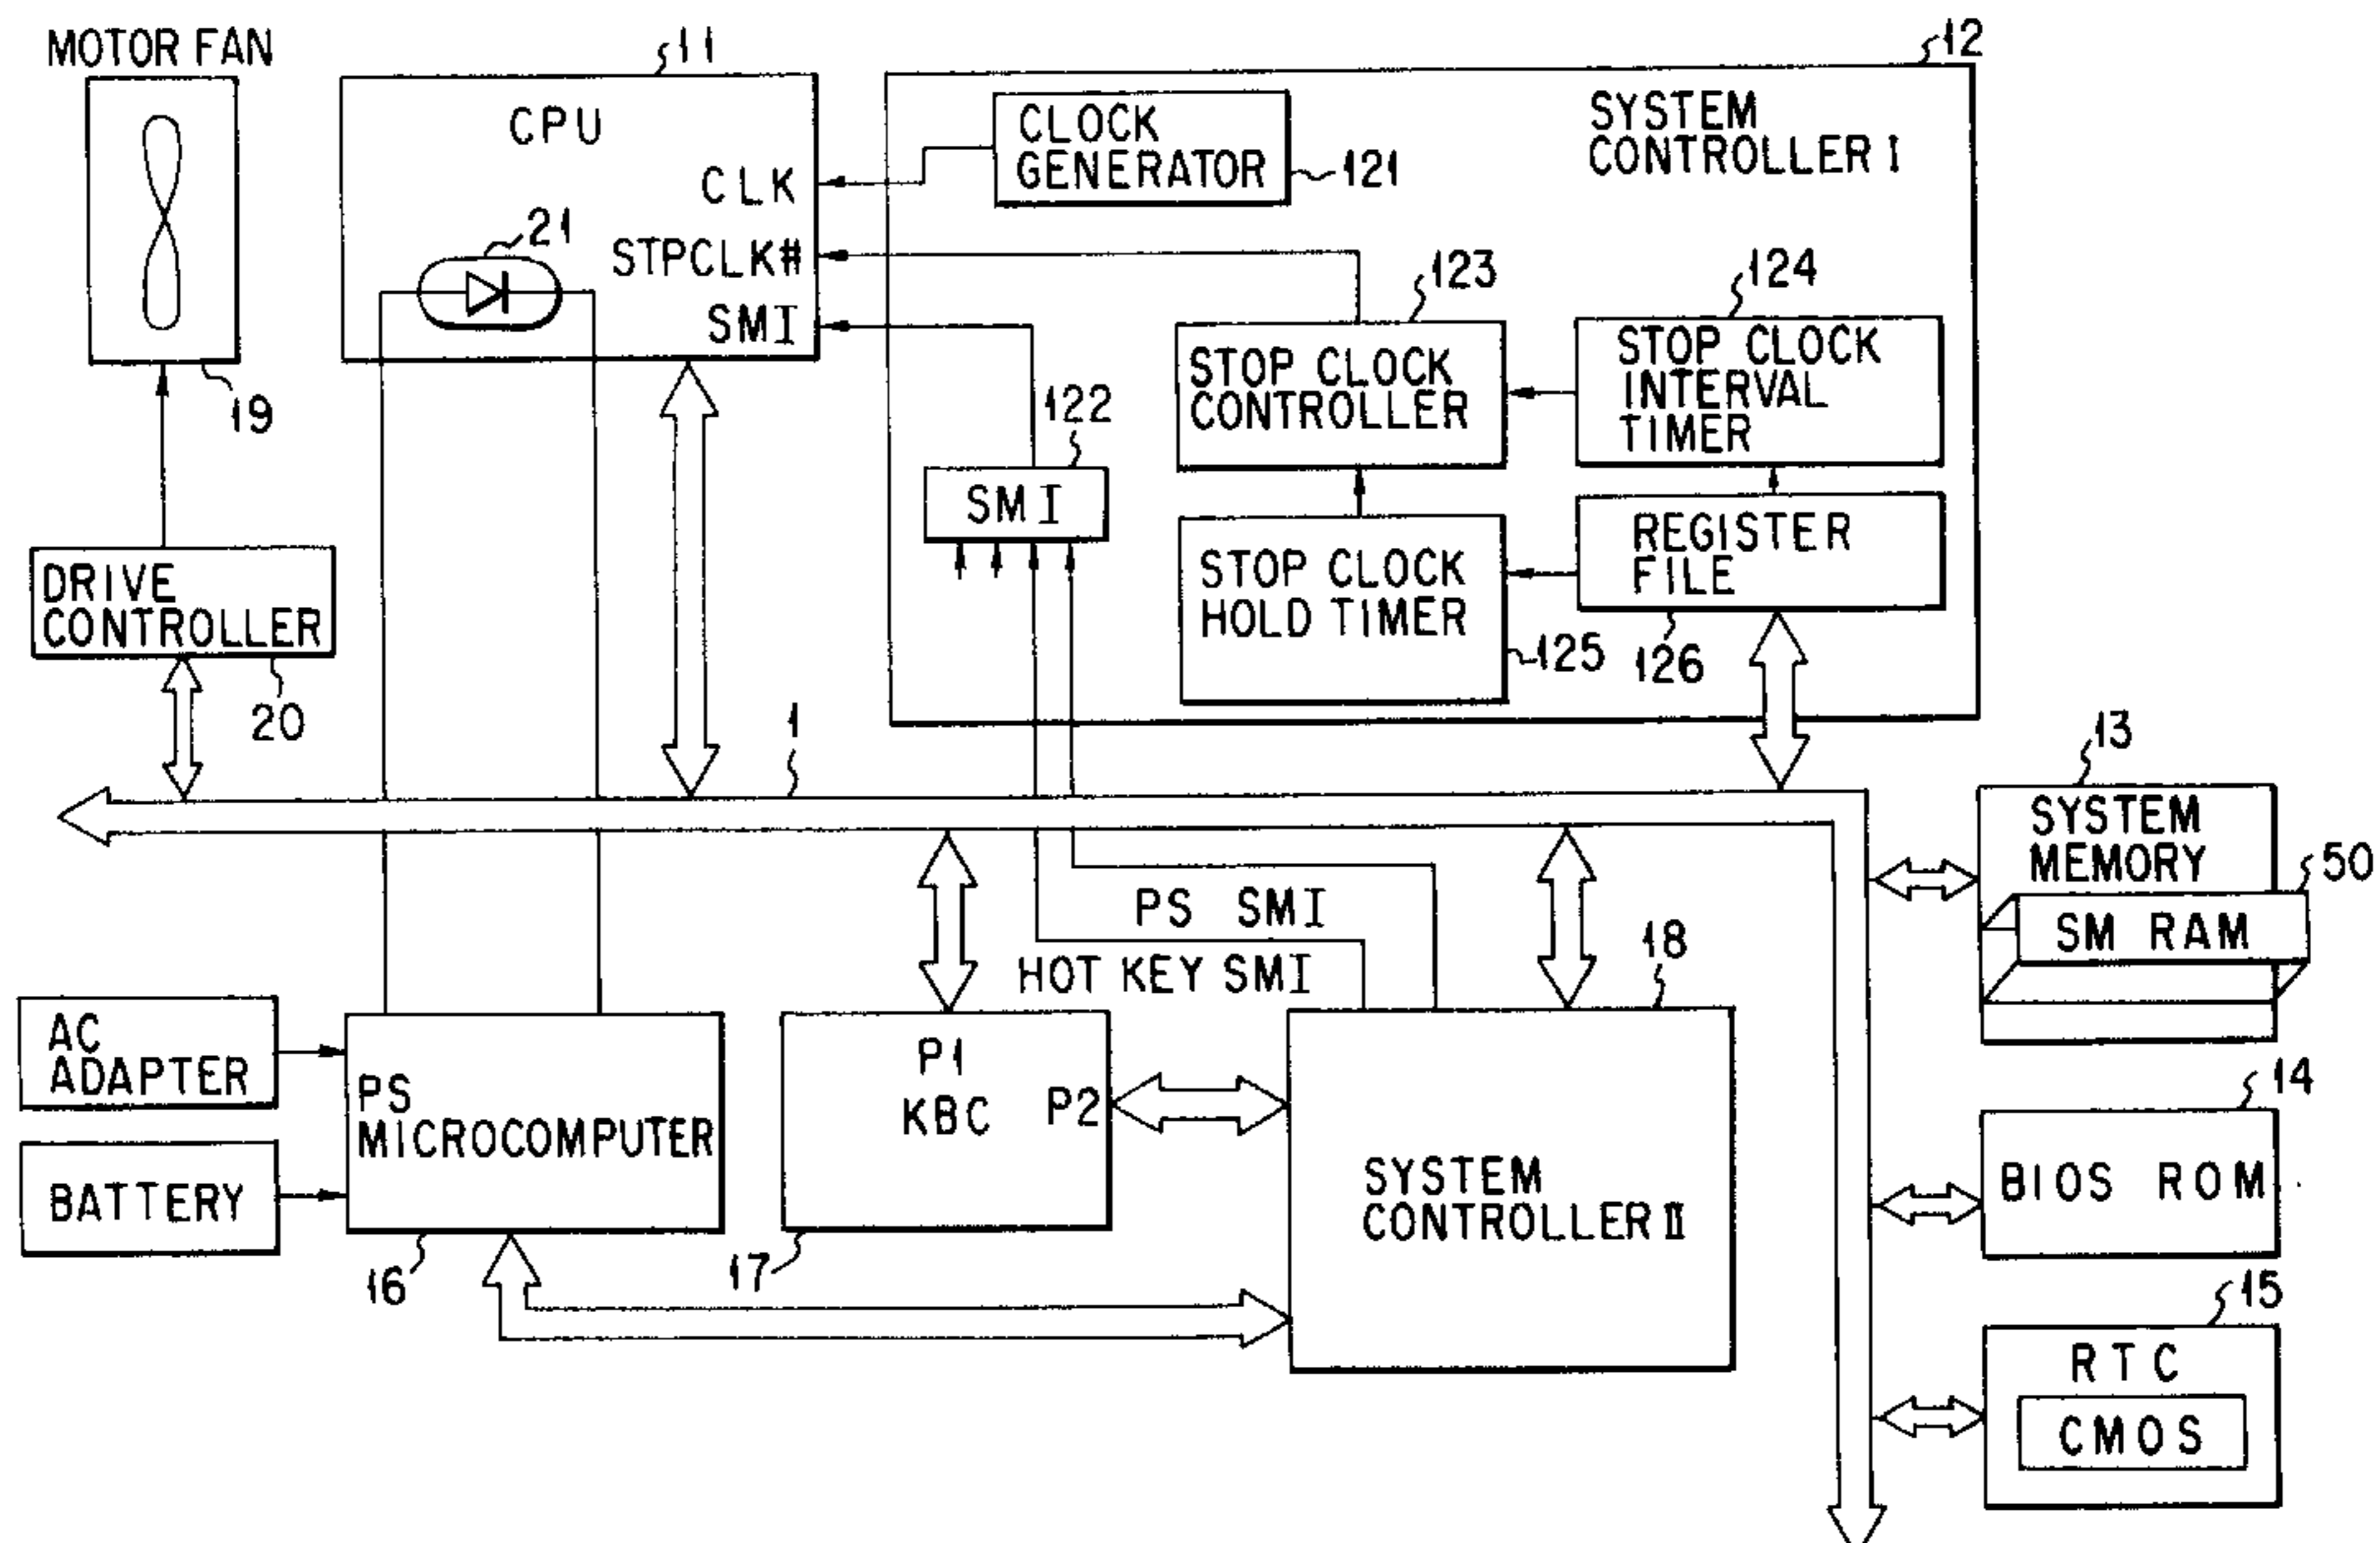 MOTOR FAN
19
DRIVE
CONTROLLER
20
11
CPU
CLK
STPCLK#
SMI
21
12
SYSTEM
CONTROLLER I
CLOCK
GENERATOR
121
122
SMI
123
STOP CLOCK
CONTROLLER
124
STOP CLOCK
INTERVAL
TIMER
STOP CLOCK
HOLD TIMER
125
REGISTER
FILE
126
1
13
SYSTEM
MEMORY
50
SM RAM
PS SMI
HOT KEY SMI
18
AC
ADAPTER
BATTERY
PS
MICROCOMPUTER
16
P1
KBC
P2
17
SYSTEM
CONTROLLER II
14
BIOS ROM
15
RTC
CMOS